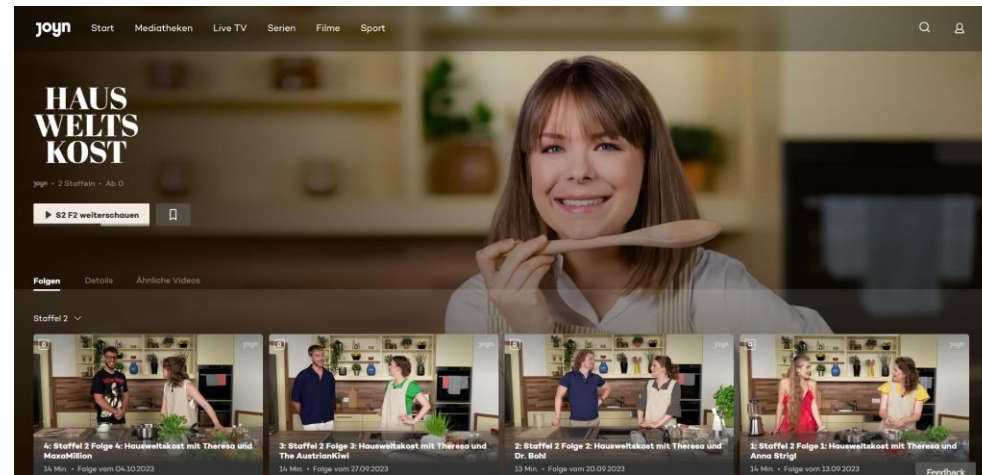 joyn Start Mediatheken Live TV Serien Filme Sport
HAUS
WELTS
KOST
joyn • 2 Staffeln • Ab 0
S2 F2 weiterschauen
Folgen Details Ähnliche Videos
Staffel 2
joyn joyn joyn joyn
4: Staffel 2 Folge 4: Hausweltskost mit Theresa und
MaxaMillion
14 Min. • Folge vom 04.10.2023
3: Staffel 2 Folge 3: Hausweltskost mit Theresa und
The AustrianKiwi
14 Min. • Folge vom 27.09.2023
2: Staffel 2 Folge 2: Hausweltskost mit Theresa und
Dr. Bohl
13 Min. • Folge vom 20.09.2023
1: Staffel 2 Folge 1: Hausweltskost mit Theresa und
Anna Strigl
14 Min. • Folge vom 13.09.2023
Feedback